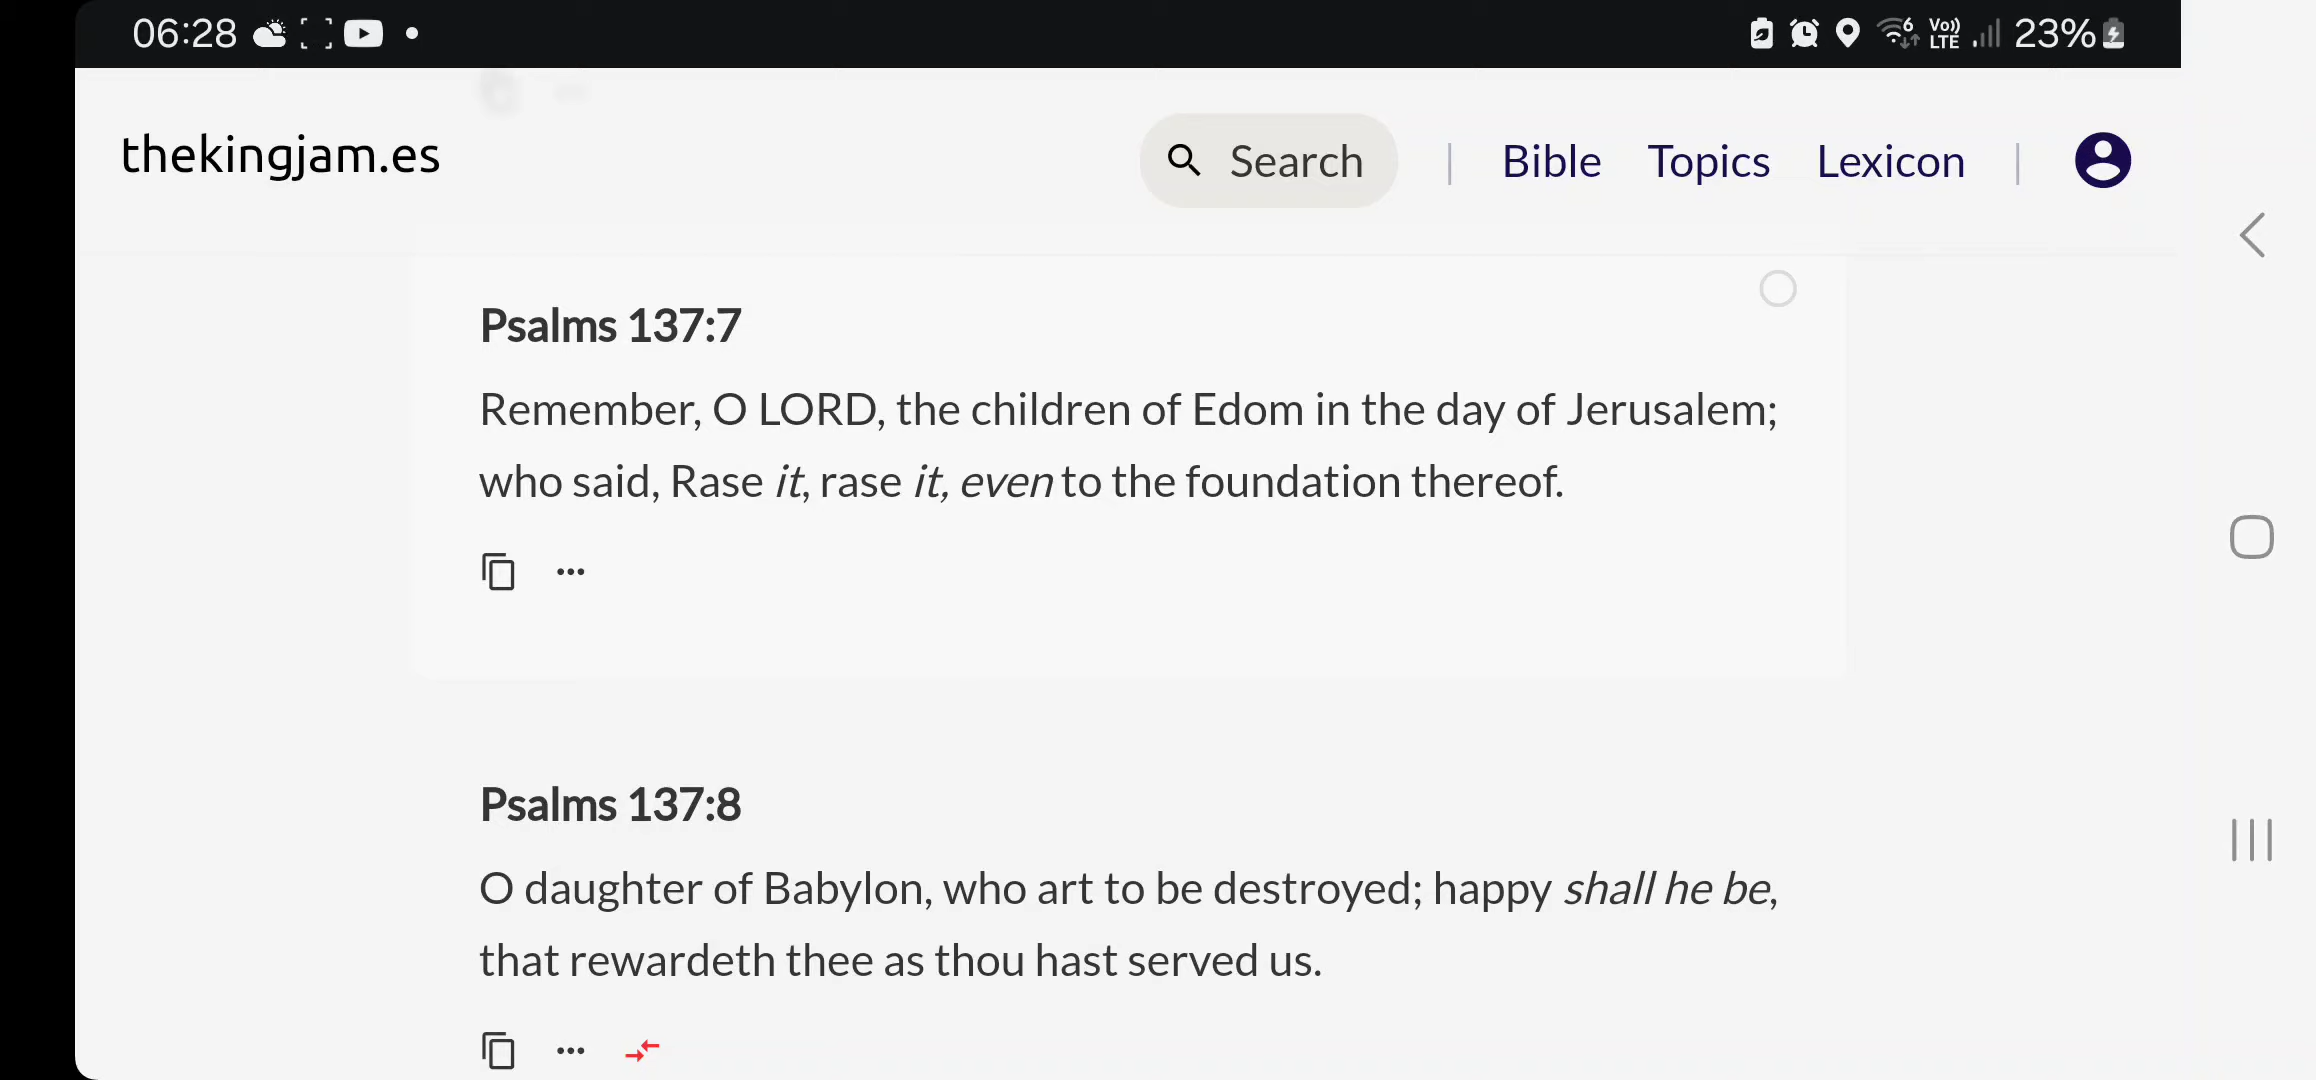 06:28
6 Vo)) LTE 23%
thekingjam.es
Search | Bible Topics Lexicon |
Psalms 137:7
Remember, O LORD, the children of Edom in the day of Jerusalem;
who said, Rase it, rase it, even to the foundation thereof.
Psalms 137:8
O daughter of Babylon, who art to be destroyed; happy shall he be,
that rewardeth thee as thou hast served us.